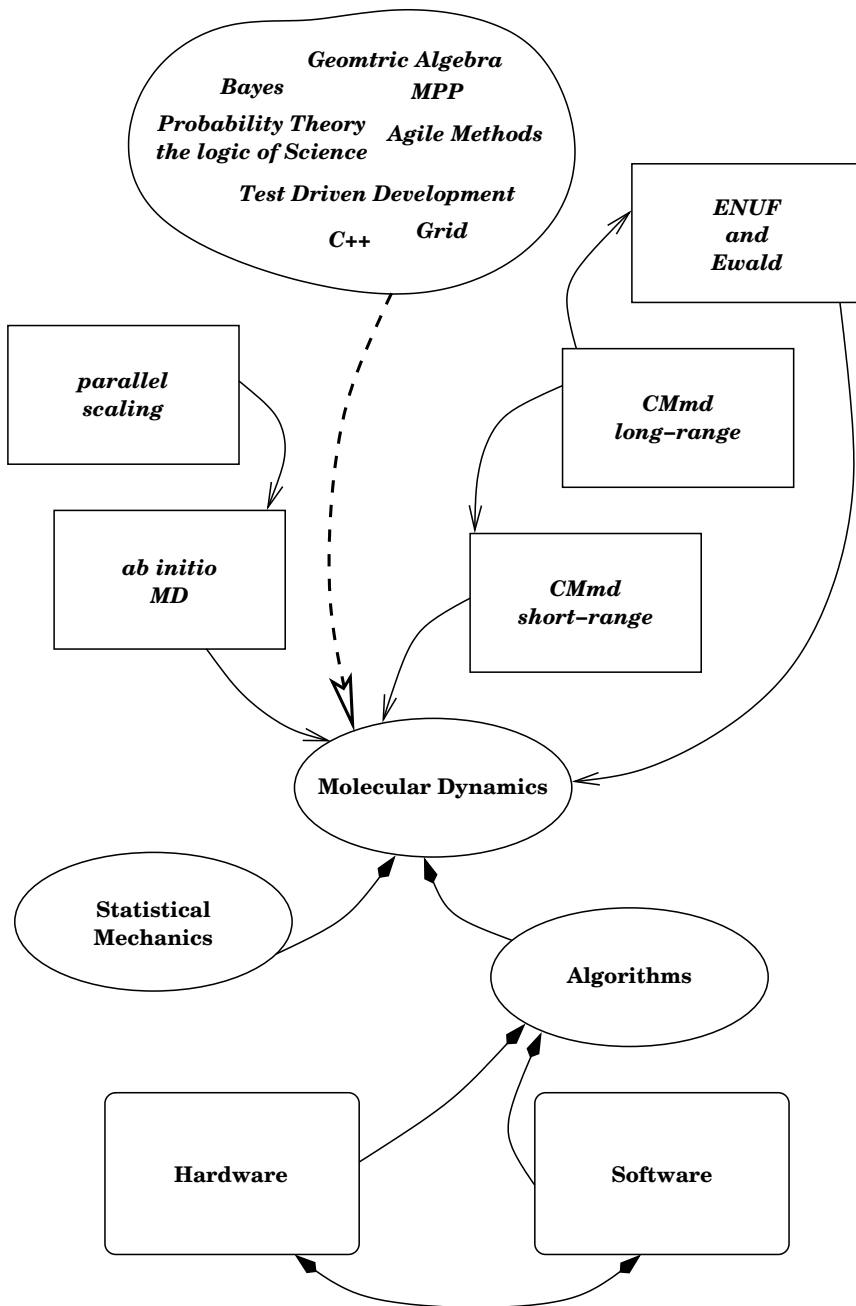 Geomtric Algebra
Bayes
MPP
Probability Theory
the logic of Science
Agile Methods
Test Driven Development
C++
Grid
ENUF
and
Ewald
parallel
scaling
CMmd
long−range
ab initio
MD
CMmd
short−range
Molecular Dynamics
Statistical
Mechanics
Algorithms
Hardware
Software